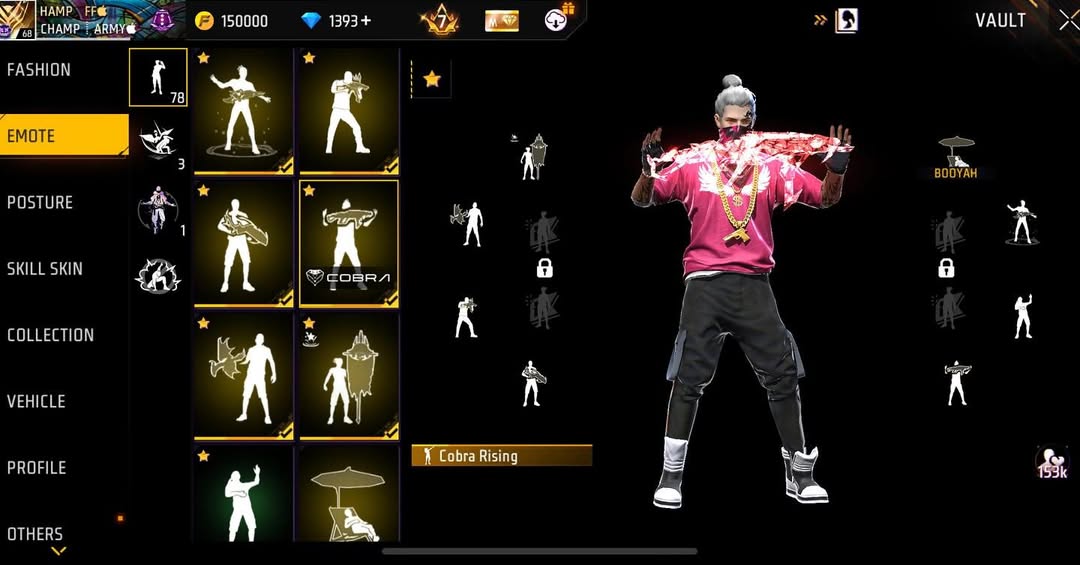 HAMP FF
CHAMP ARMY
68
150000
1393+
7
M
VAULT
FASHION
78
EMOTE
3
POSTURE
1
SKILL SKIN
COBRA
COLLECTION
VEHICLE
PROFILE
OTHERS
BOOYAH
Cobra Rising
153k